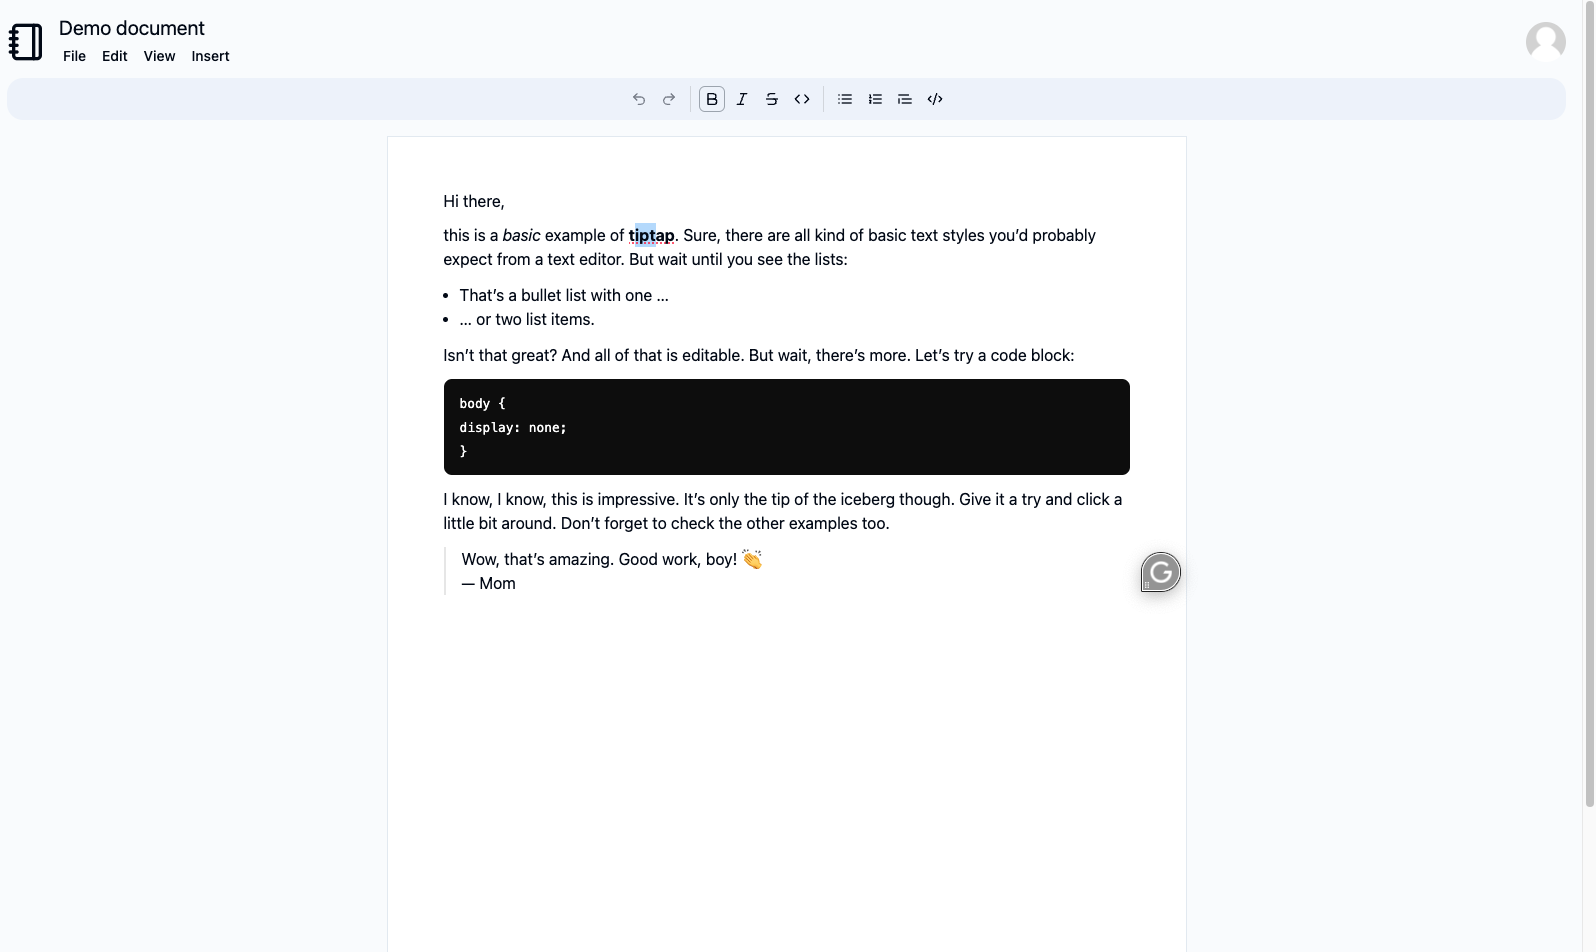 Demo document
File Edit View Insert
Hi there,
this is a basic example of tiptap. Sure, there are all kind of basic text styles you’d probably
expect from a text editor. But wait until you see the lists:
• That’s a bullet list with one …
• … or two list items.
Isn’t that great? And all of that is editable. But wait, there’s more. Let’s try a code block:
body {
display: none;
}
I know, I know, this is impressive. It’s only the tip of the iceberg though. Give it a try and click a
little bit around. Don’t forget to check the other examples too.
Wow, that’s amazing. Good work, boy! 👏
— Mom